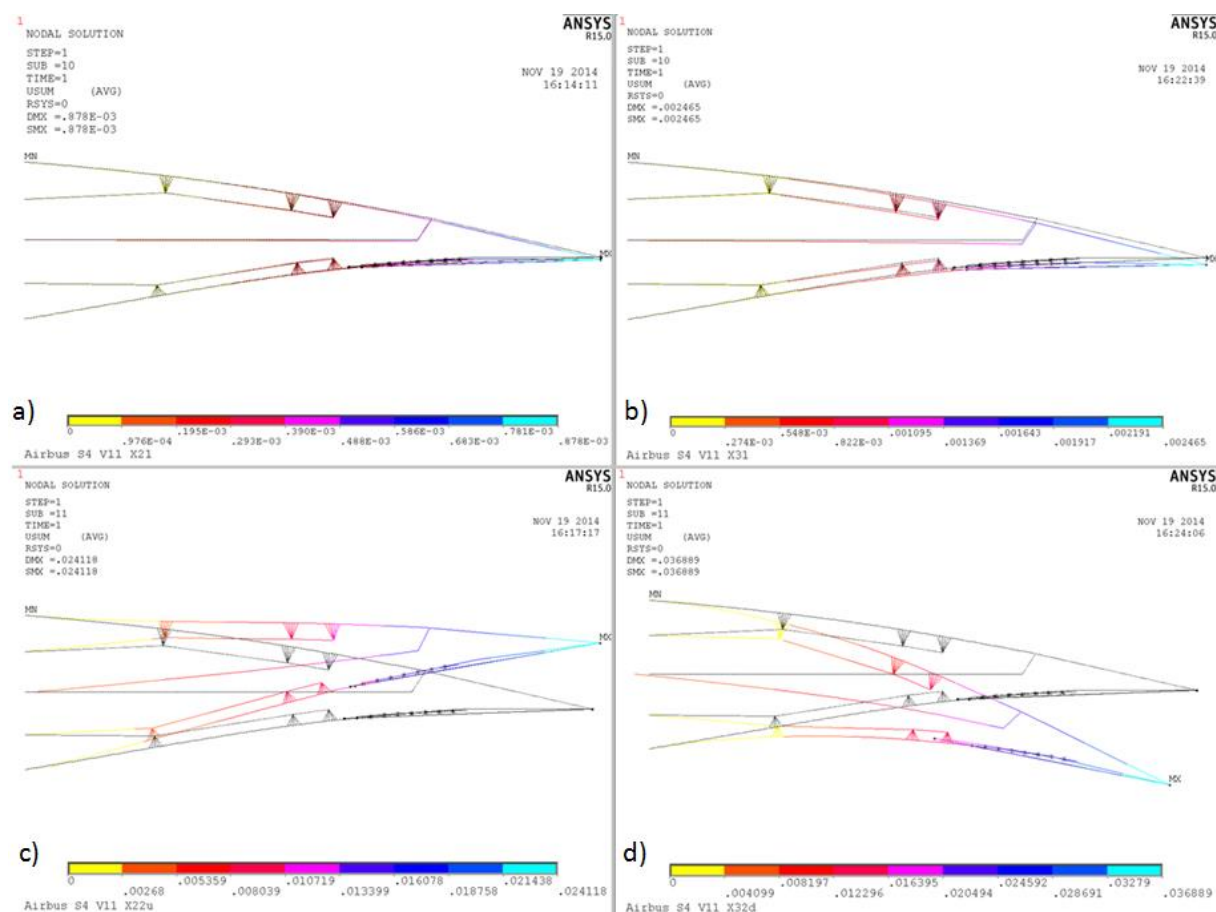 1
NODAL SOLUTION
STEP=1
SUB =10
TIME=1
USUM (AVG)
RSYS=0
DMX =.878E-03
SMX =.878E-03
ANSYS
R15.0
NOV 19 2014
16:14:11
MN
MX
a)
0 .195E-03 .390E-03 .586E-03 .781E-03
.976E-04 .293E-03 .488E-03 .683E-03 .878E-03
Airbus S4 V11 X21
1
NODAL SOLUTION
STEP=1
SUB =10
TIME=1
USUM (AVG)
RSYS=0
DMX =.002465
SMX =.002465
ANSYS
R15.0
NOV 19 2014
16:22:39
MN
MX
b)
0 .548E-03 .001095 .001643 .002191
.274E-03 .822E-03 .001369 .001917 .002465
Airbus S4 V11 X31
1
NODAL SOLUTION
STEP=1
SUB =11
TIME=1
USUM (AVG)
RSYS=0
DMX =.024118
SMX =.024118
ANSYS
R15.0
NOV 19 2014
16:17:17
MN
MX
c)
0 .005359 .010719 .016078 .021438
.00268 .008039 .013399 .018758 .024118
Airbus S4 V11 X22u
1
NODAL SOLUTION
STEP=1
SUB =11
TIME=1
USUM (AVG)
RSYS=0
DMX =.036889
SMX =.036889
ANSYS
R15.0
NOV 19 2014
16:24:06
MN
MX
d)
0 .008197 .016395 .024592 .03279
.004099 .012296 .020494 .028691 .036889
Airbus S4 V11 X32d